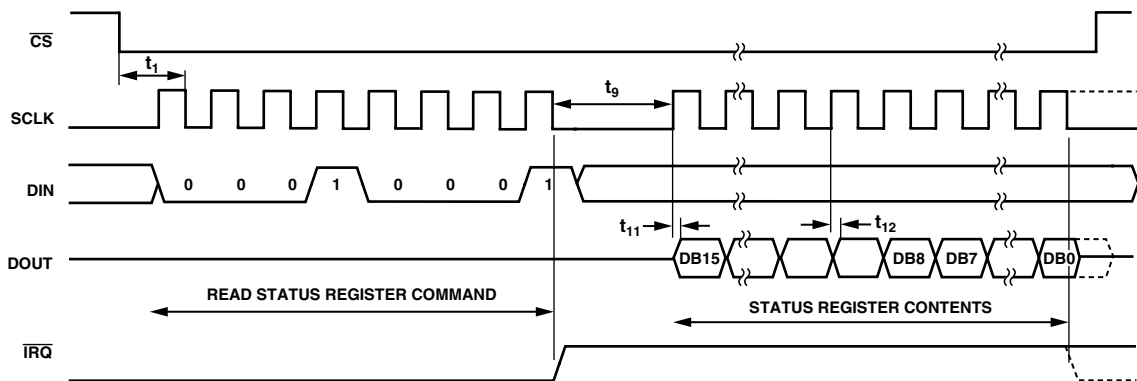 CS
t1
SCLK
t9
DIN
0 0 0 1 0 0 0 1
t11
t12
DOUT
DB15 DB8 DB7 DB0
READ STATUS REGISTER COMMAND
STATUS REGISTER CONTENTS
IRQ